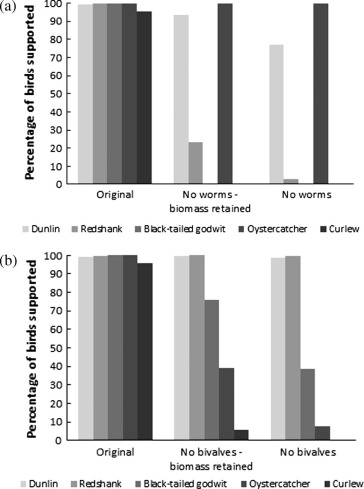 (a)
Percentage of birds supported
100
90
80
70
60
50
40
30
20
10
0
Original
No worms -
biomass retained
No worms
Dunlin Redshank Black-tailed godwit Oystercatcher Curlew
(b)
Percentage of birds supported
100
90
80
70
60
50
40
30
20
10
0
Original
No bivalves -
biomass retained
No bivalves
Dunlin Redshank Black-tailed godwit Oystercatcher Curlew